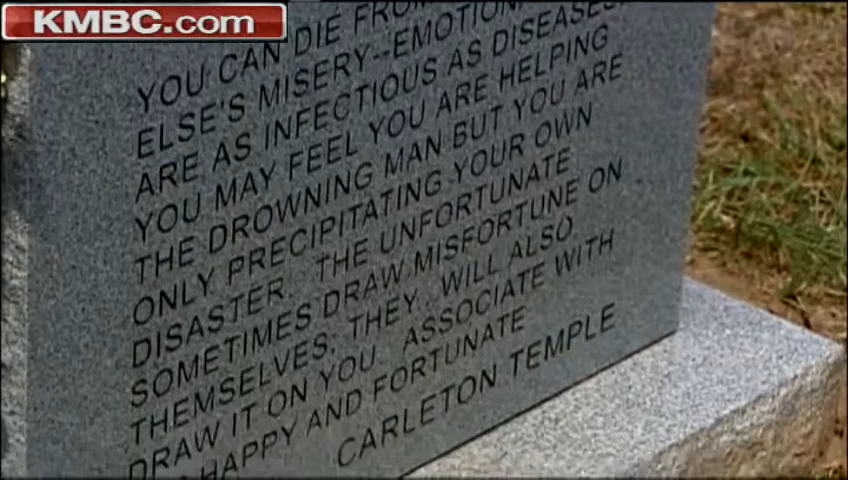 KMBC.com
YOU CAN DIE FROM
ELSE'S MISERY--EMOTION
ARE AS INFECTIOUS AS DISEASES.
YOU MAY FEEL YOU ARE HELPING
THE DROWNING MAN BUT YOU ARE
ONLY PRECIPITATING YOUR OWN
DISASTER. THE UNFORTUNATE
SOMETIMES DRAW MISFORTUNE ON
THEMSELVES. THEY WILL ALSO
DRAW IT ON YOU. ASSOCIATE WITH
HAPPY AND FORTUNATE
CARLETON TEMPLE